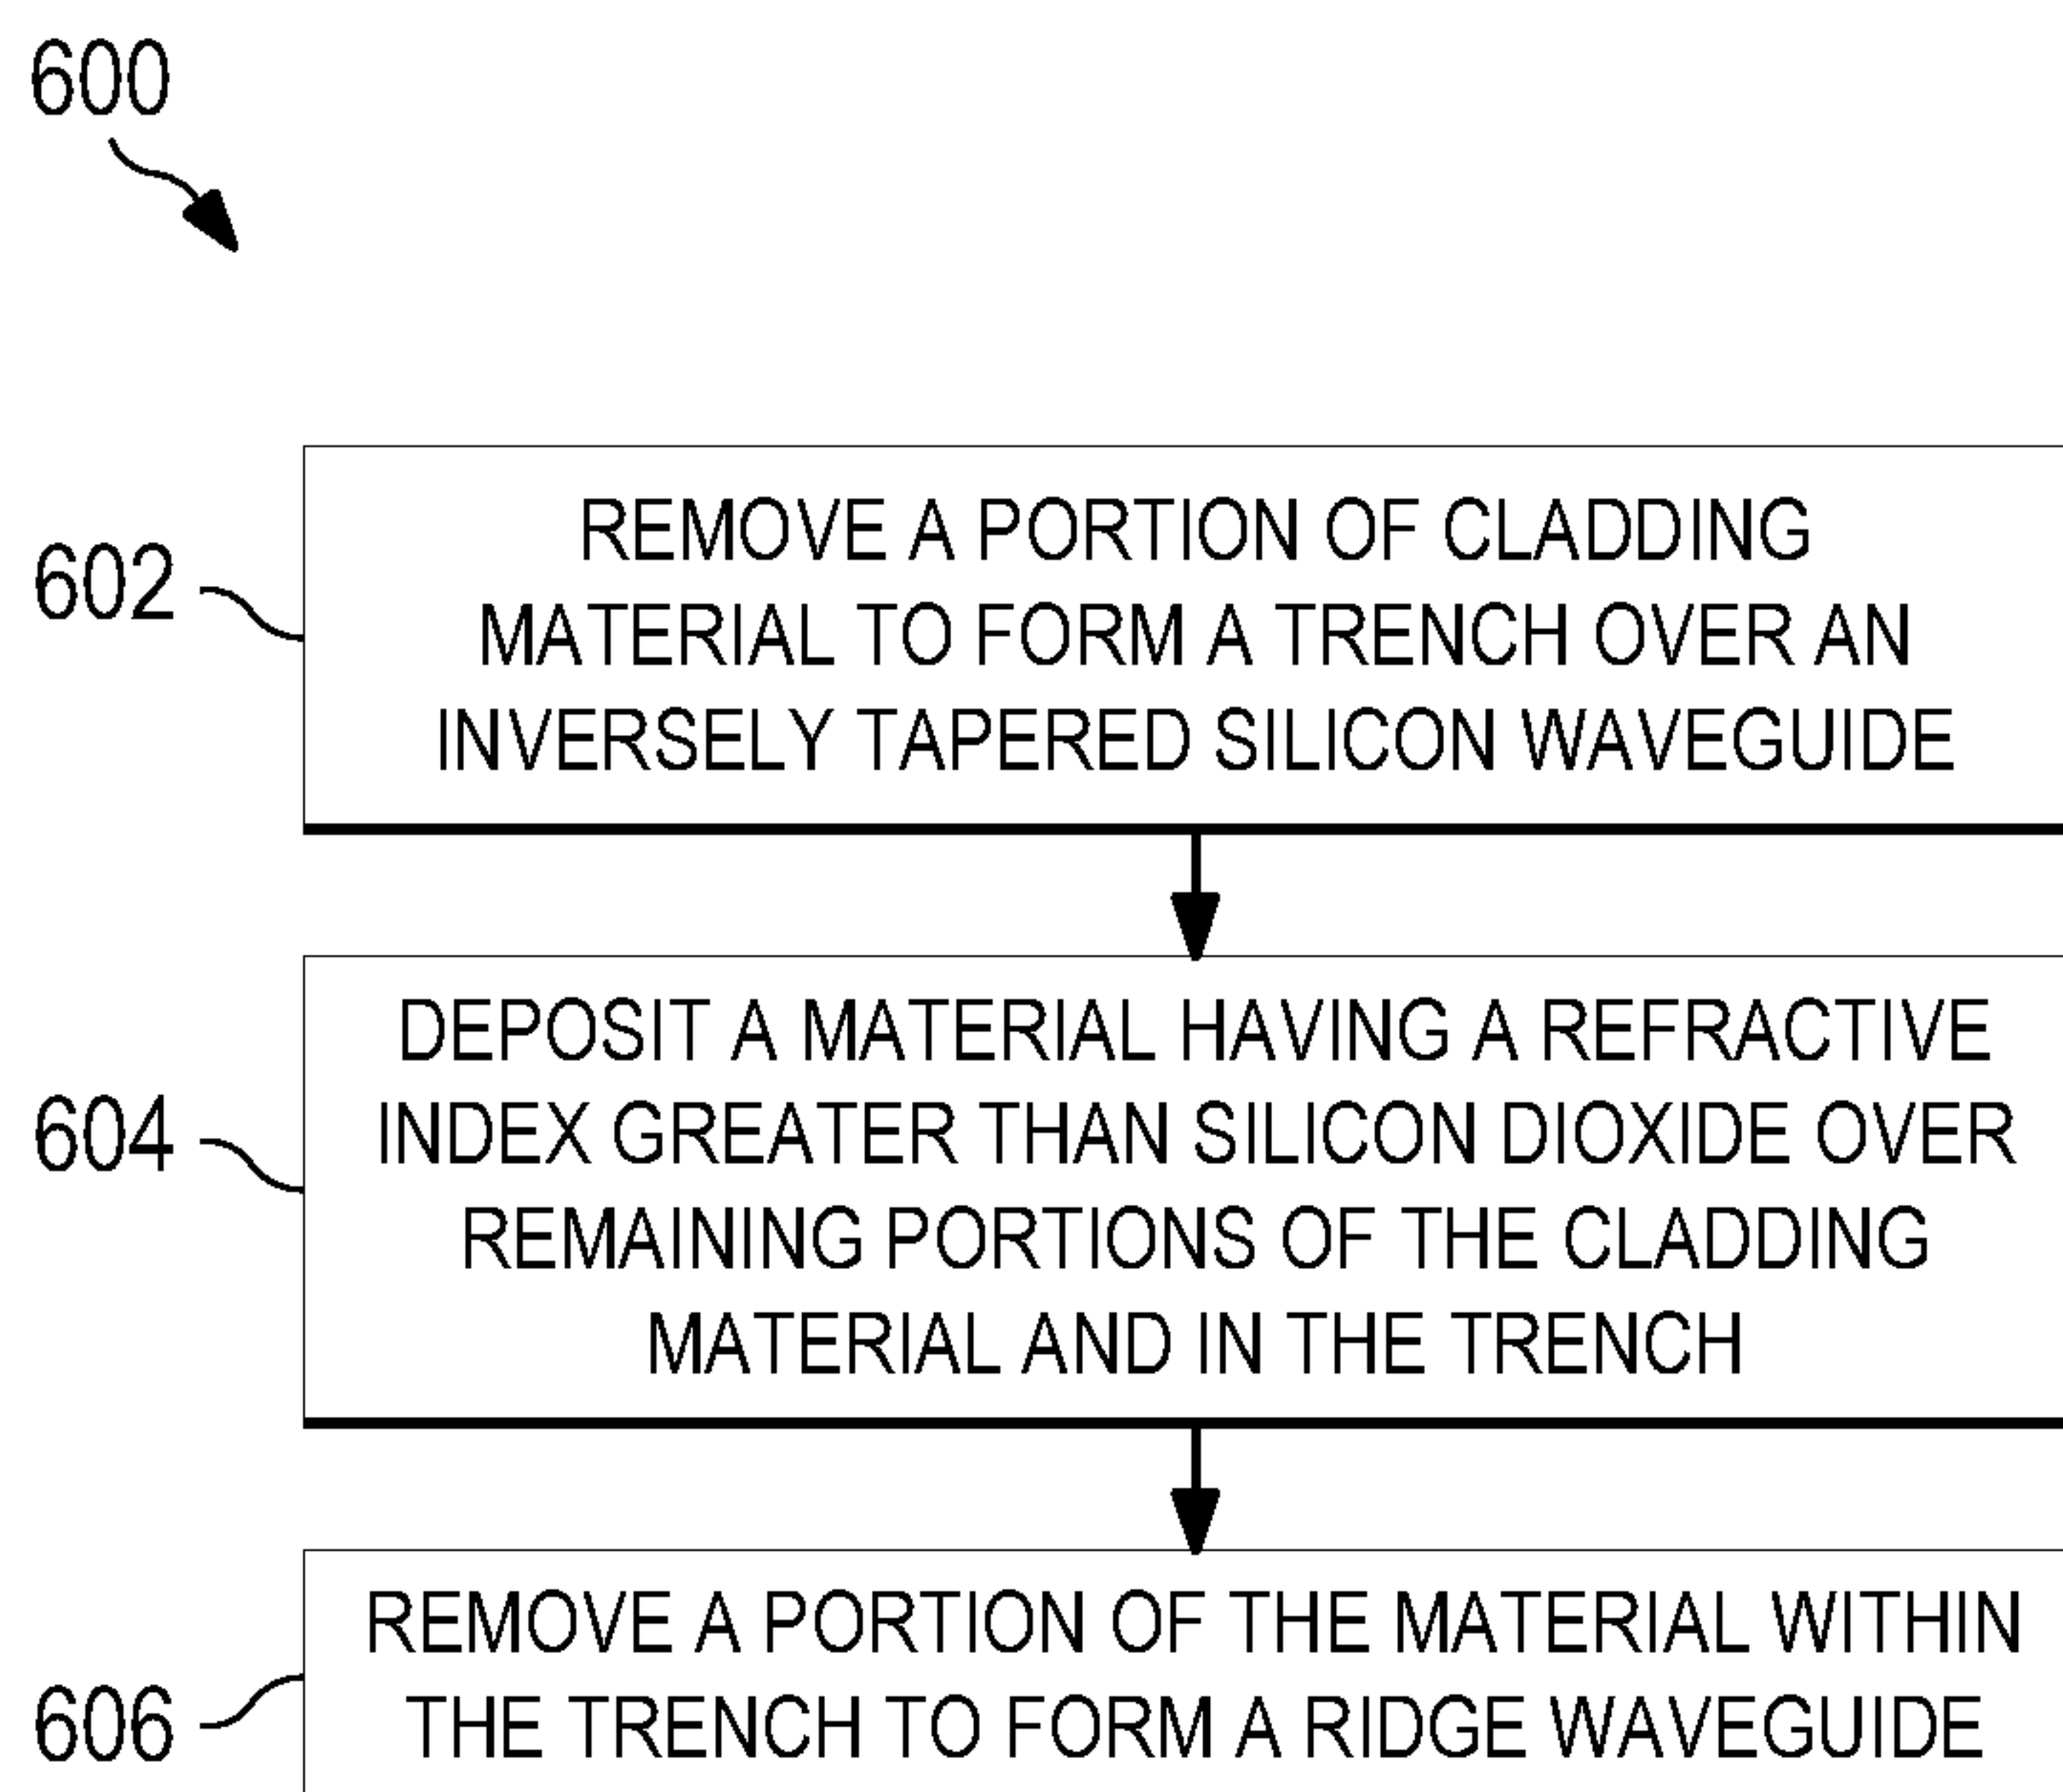 600
602
REMOVE A PORTION OF CLADDING
MATERIAL TO FORM A TRENCH OVER AN
INVERSELY TAPERED SILICON WAVEGUIDE
604
DEPOSIT A MATERIAL HAVING A REFRACTIVE
INDEX GREATER THAN SILICON DIOXIDE OVER
REMAINING PORTIONS OF THE CLADDING
MATERIAL AND IN THE TRENCH
606
REMOVE A PORTION OF THE MATERIAL WITHIN
THE TRENCH TO FORM A RIDGE WAVEGUIDE